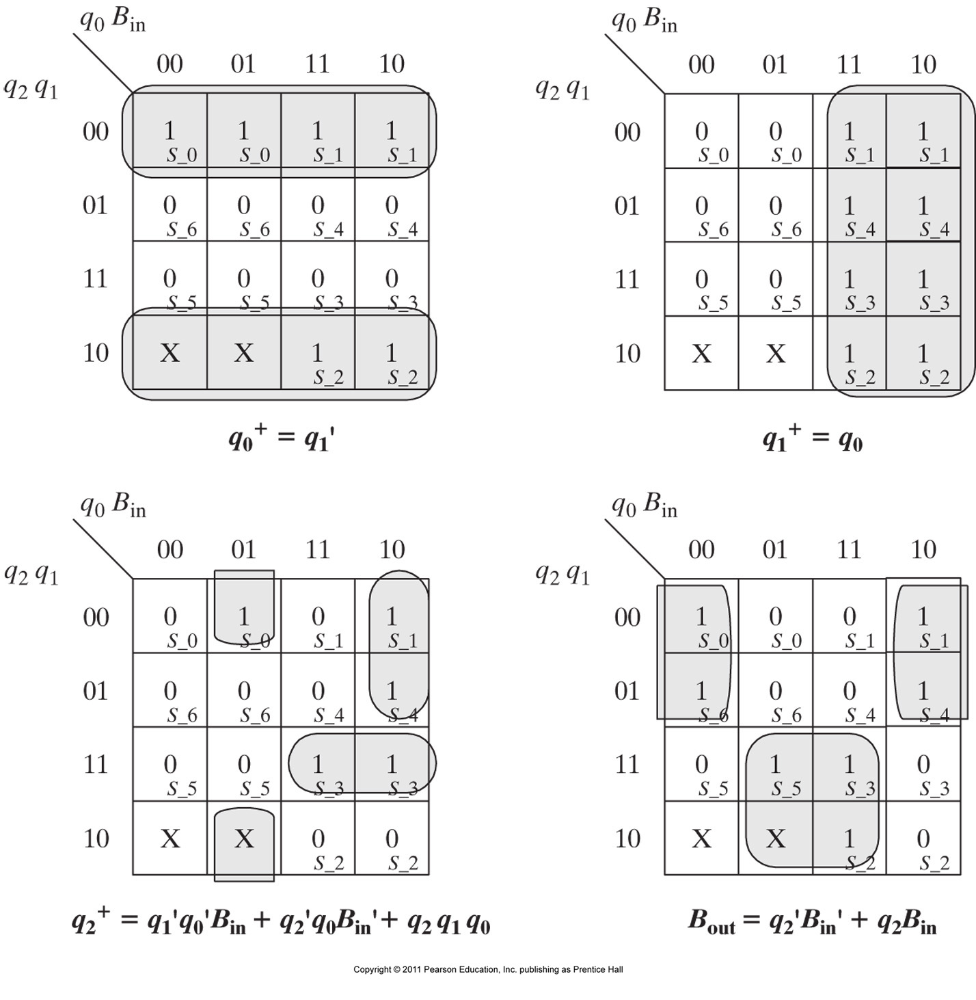 q0 Bin q0 Bin
00 01 11 10 00 01 11 10
q2 q1 q2 q1
00 1 1 1 1 00 0 0 1 1
S_0 S_0 S_1 S_1 S_0 S_0 S_1 S_1
01 0 0 0 0 01 0 0 1 1
S_6 S_6 S_4 S_4 S_6 S_6 S_4 S_4
11 0 0 0 0 11 0 0 1 1
S_5 S_5 S_3 S_3 S_5 S_5 S_3 S_3
10 X X 1 1 10 X X 1 1
S_2 S_2 S_2 S_2
q0+ = q1' q1+ = q0
q0 Bin q0 Bin
00 01 11 10 00 01 11 10
q2 q1 q2 q1
00 0 1 0 1 00 1 0 0 1
S_0 S_0 S_1 S_1 S_0 S_0 S_1 S_1
01 0 0 0 1 01 1 0 0 1
S_6 S_6 S_4 S_4 S_6 S_6 S_4 S_4
11 0 0 1 1 11 0 1 1 0
S_5 S_5 S_3 S_3 S_5 S_5 S_3 S_3
10 X X 0 0 10 X X 1 0
S_2 S_2 S_2 S_2
q2+ = q1'q0'Bin + q2'q0Bin' + q2 q1 q0 Bout = q2'Bin' + q2Bin
Copyright © 2011 Pearson Education, Inc. publishing as Prentice Hall